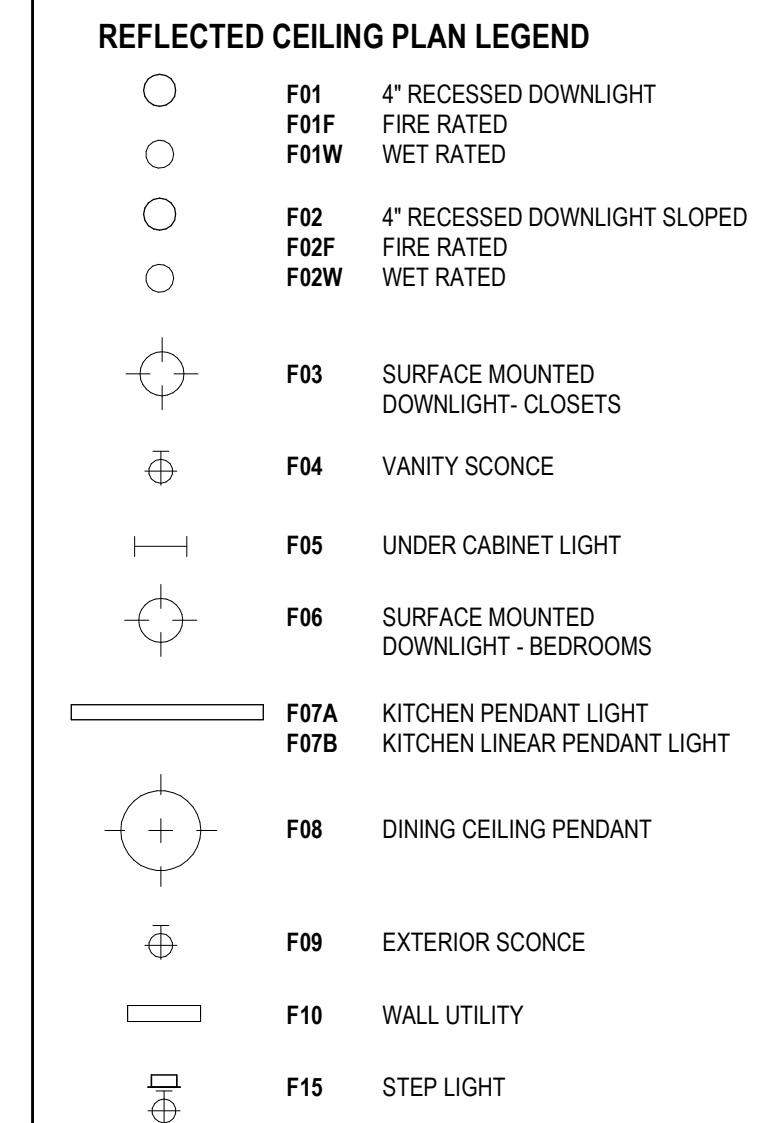 REFLECTED CEILING PLAN LEGEND
F01 4" RECESSED DOWNLIGHT
F01F FIRE RATED
F01W WET RATED
F02 4" RECESSED DOWNLIGHT SLOPED
F02F FIRE RATED
F02W WET RATED
F03 SURFACE MOUNTED
DOWNLIGHT- CLOSETS
F04 VANITY SCONCE
F05 UNDER CABINET LIGHT
F06 SURFACE MOUNTED
DOWNLIGHT - BEDROOMS
F07A KITCHEN PENDANT LIGHT
F07B KITCHEN LINEAR PENDANT LIGHT
F08 DINING CEILING PENDANT
F09 EXTERIOR SCONCE
F10 WALL UTILITY
F15 STEP LIGHT